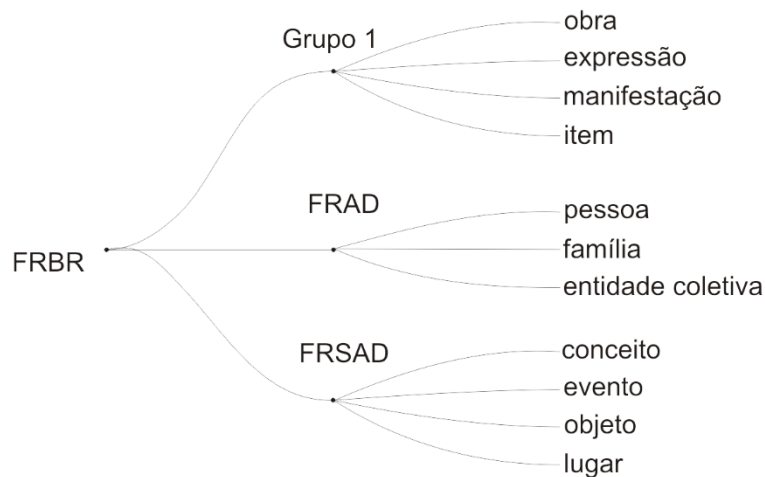 FRBR
Grupo 1
obra
expressão
manifestação
item
FRAD
pessoa
família
entidade coletiva
FRSAD
conceito
evento
objeto
lugar